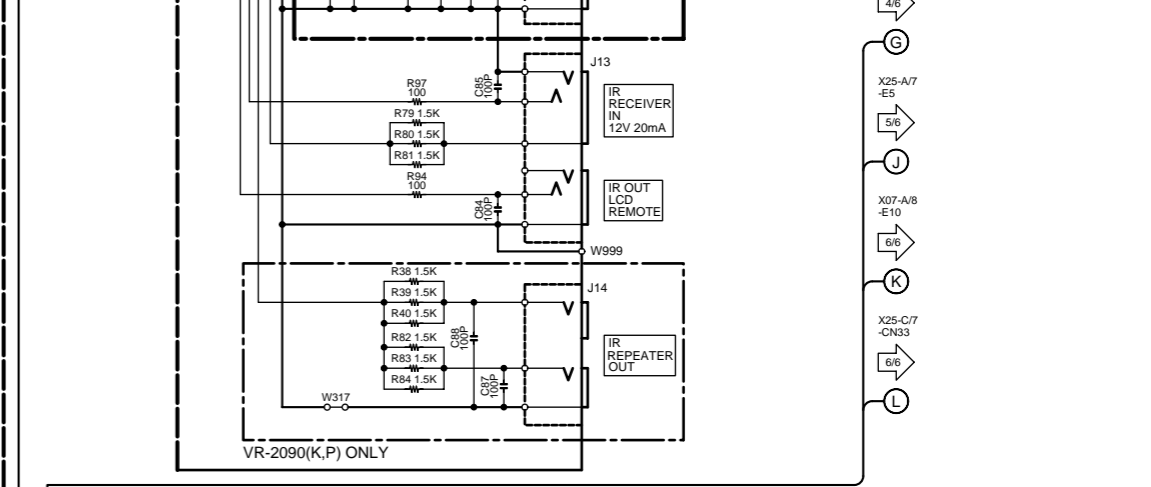 4/6
G
J13
R97
100
C85
100P
IR
RECEIVER
IN
12V 20mA
X25-A/7
-E5
5/6
R79 1.5K
R80 1.5K
R81 1.5K
J
R94
100
C84
100P
IR OUT
LCD
REMOTE
X07-A/8
-E10
6/6
W999
R38 1.5K
R39 1.5K
R40 1.5K
R82 1.5K
R83 1.5K
R84 1.5K
C88
100P
C87
100P
J14
K
IR
REPEATER
OUT
X25-C/7
-CN33
6/6
W317
L
VR-2090(K,P) ONLY